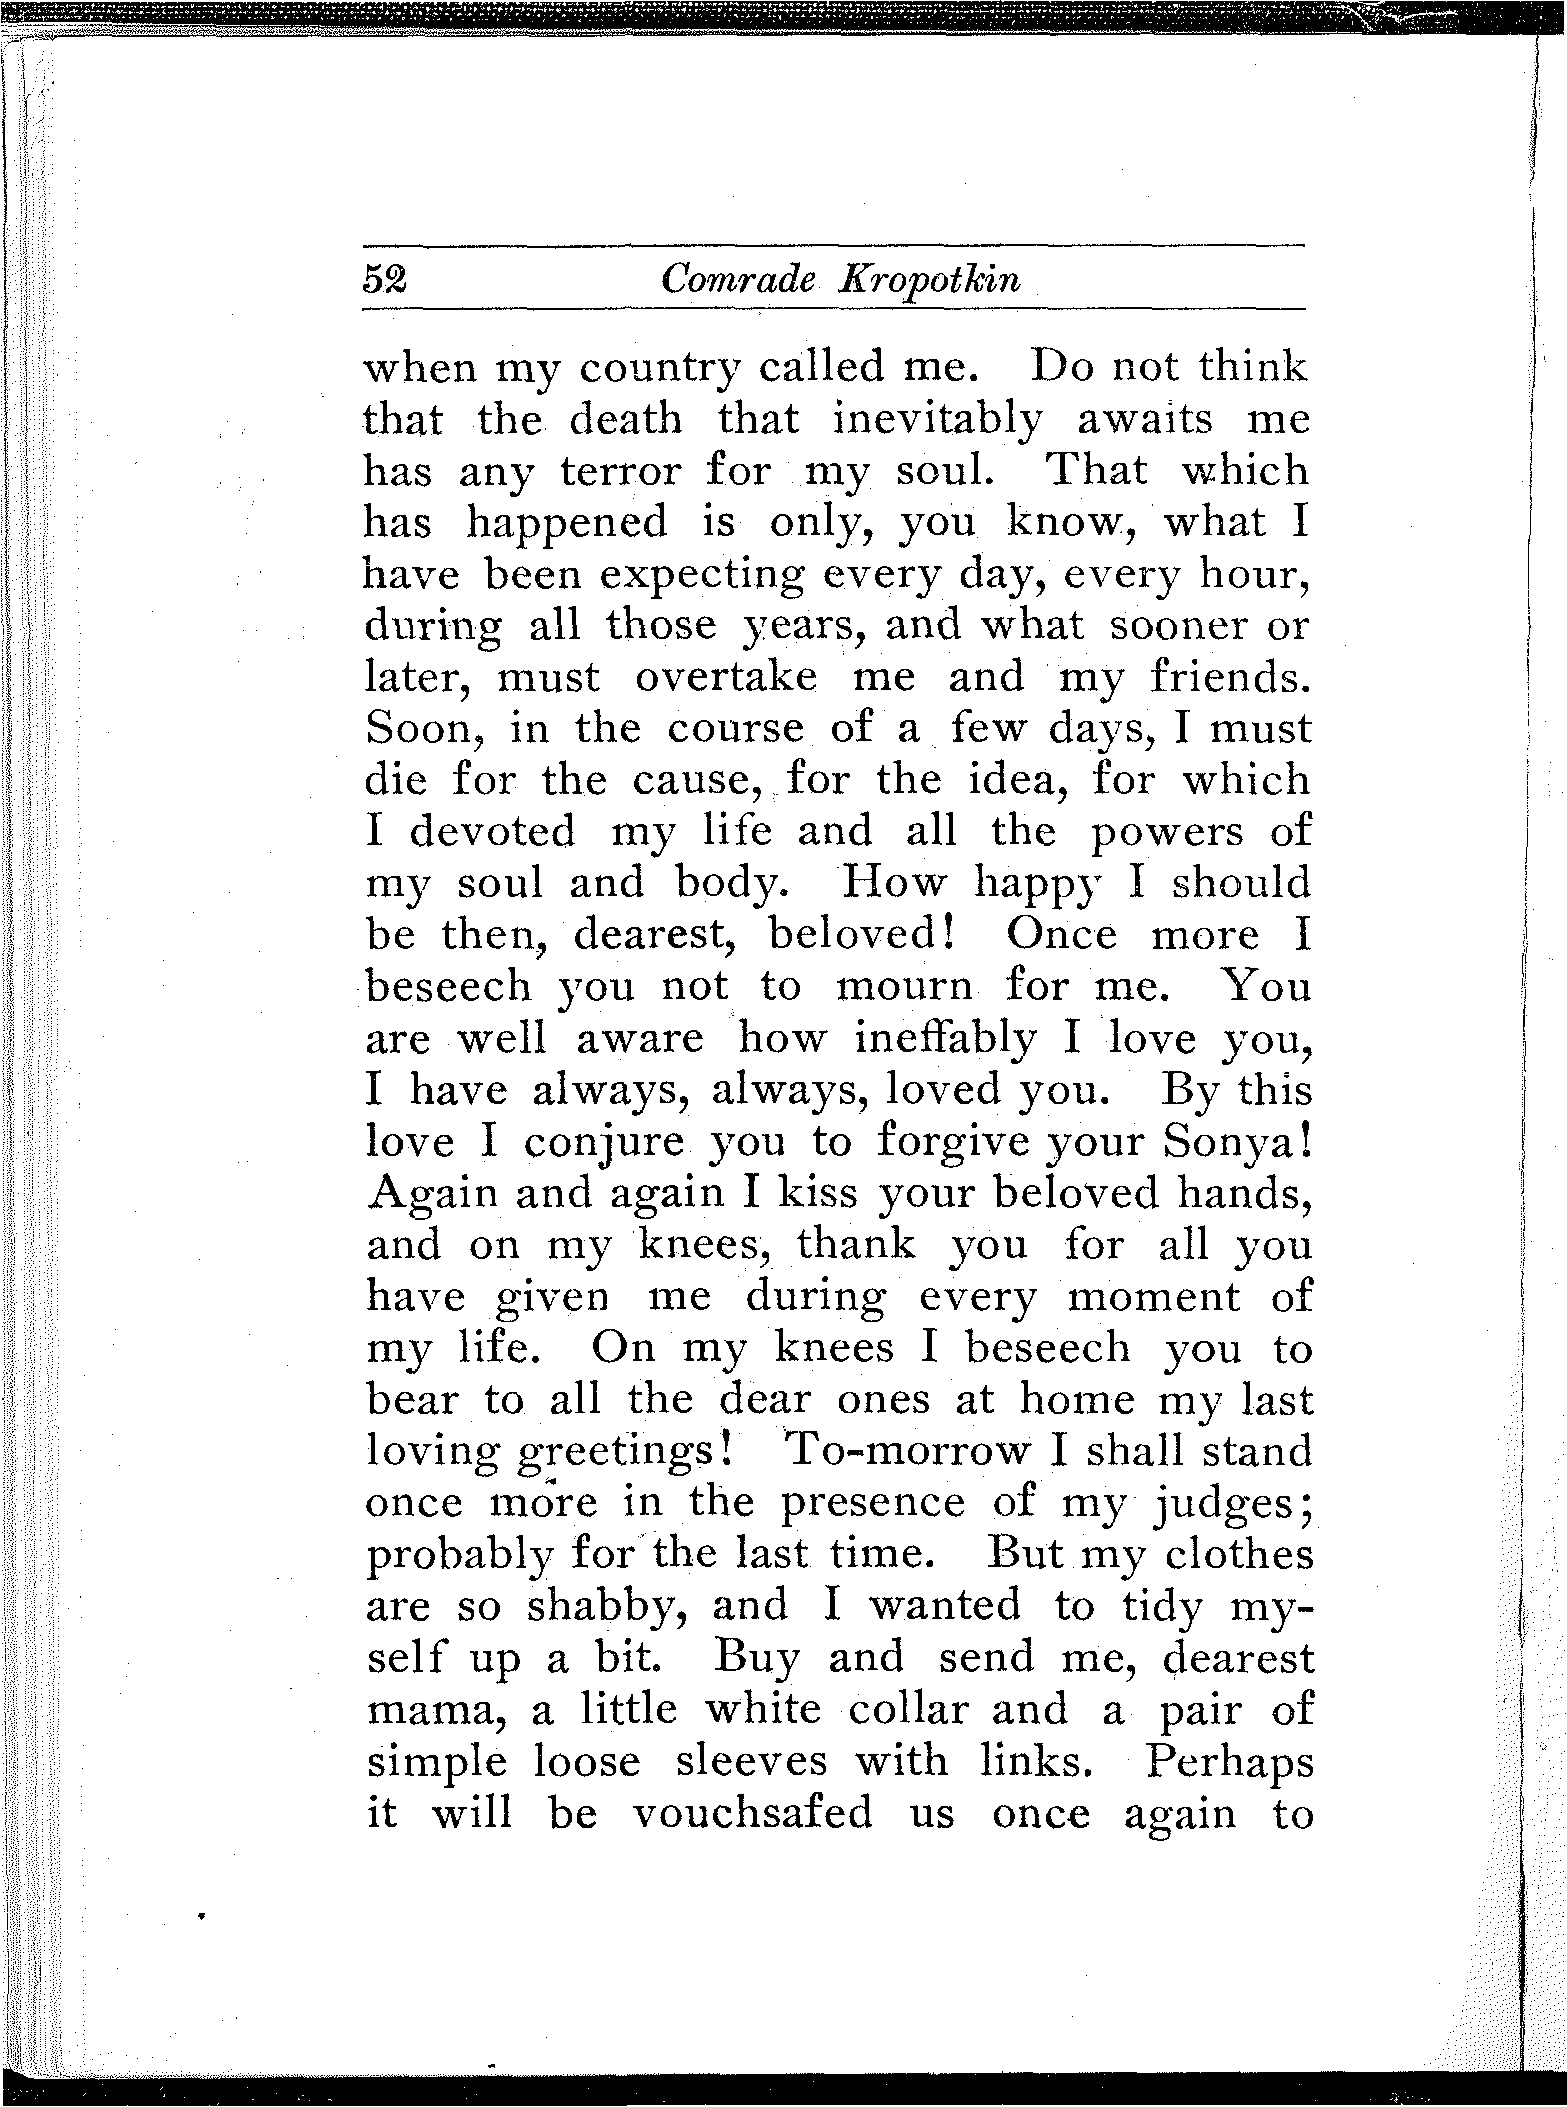 52 Comrade Kropotkin
when my country called me. Do not think
that the death that inevitably awaits me
has any terror for my soul. That which
has happened is only, you know, what I
have been expecting every day, every hour,
during all those years, and what sooner or
later, must overtake me and my friends.
Soon, in the course of a few days, I must
die for the cause, for the idea, for which
I devoted my life and all the powers of
my soul and body. How happy I should
be then, dearest, beloved! Once more I
beseech you not to mourn for me. You
are well aware how ineffably I love you,
I have always, always, loved you. By this
love I conjure you to forgive your Sonya!
Again and again I kiss your beloved hands,
and on my knees, thank you for all you
have given me during every moment of
my life. On my knees I beseech you to
bear to all the dear ones at home my last
loving greetings! To-morrow I shall stand
once more in the presence of my judges;
probably for the last time. But my clothes
are so shabby, and I wanted to tidy my-
self up a bit. Buy and send me, dearest
mama, a little white collar and a pair of
simple loose sleeves with links. Perhaps
it will be vouchsafed us once again to